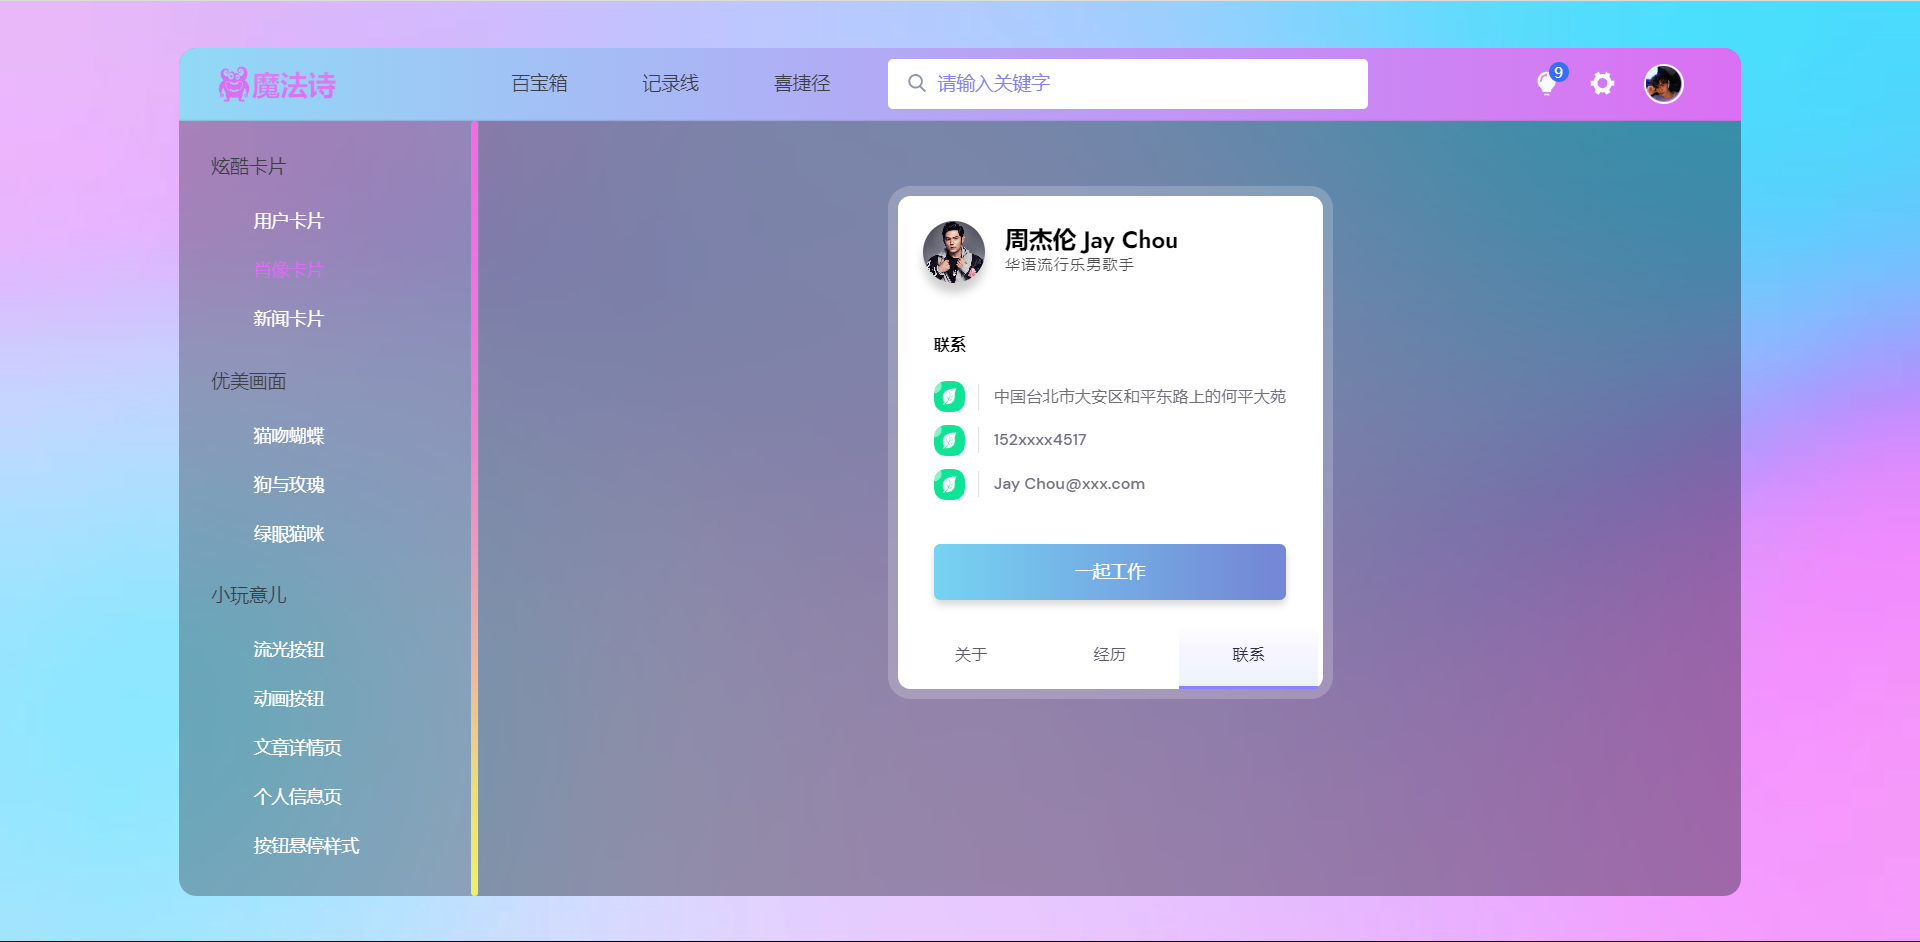 魔法诗
百宝箱
记录线
喜捷径
请输入关键字
9
炫酷卡片
用户卡片
肖像卡片
新闻卡片
优美画面
猫吻蝴蝶
狗与玫瑰
绿眼猫咪
小玩意儿
流光按钮
动画按钮
文章详情页
个人信息页
按钮悬停样式
周杰伦 Jay Chou
华语流行乐男歌手
联系
中国台北市大安区和平东路上的何平大苑
152xxxx4517
Jay Chou@xxx.com
一起工作
关于
经历
联系